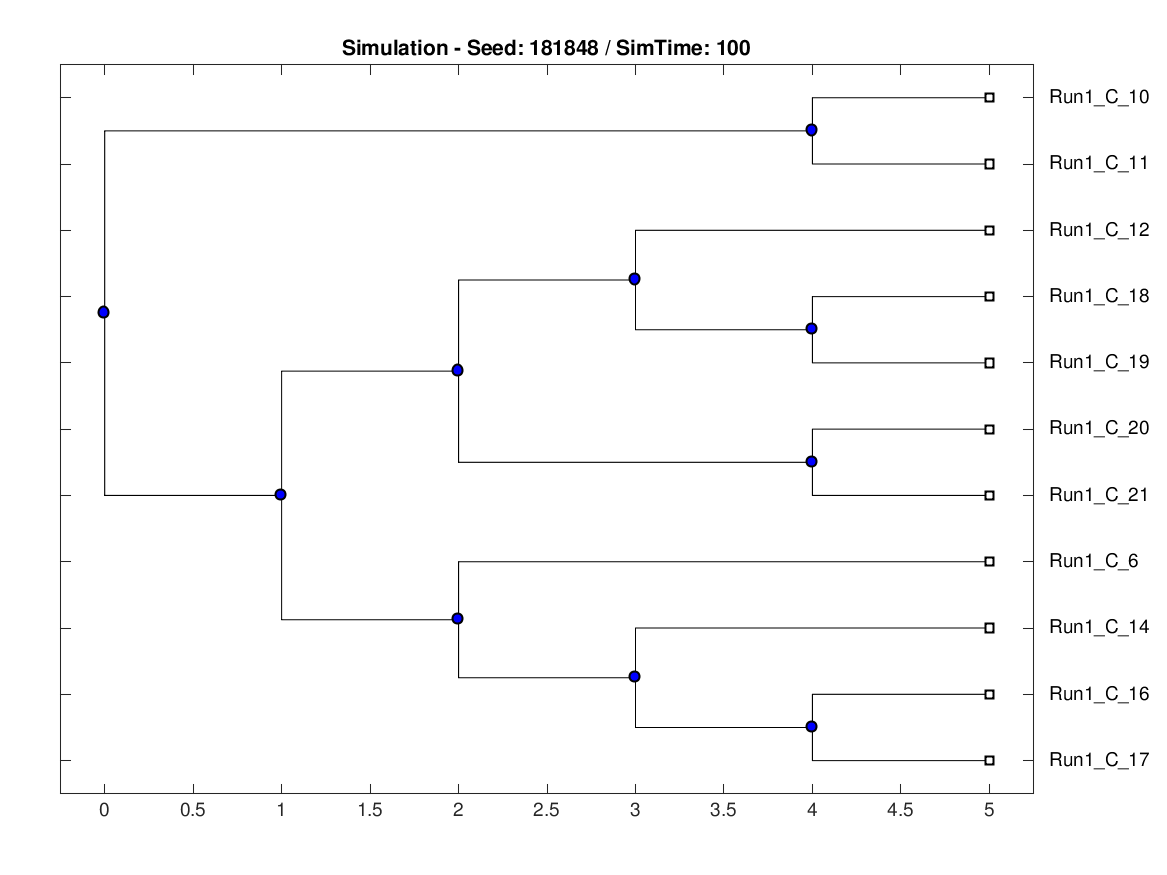 Simulation - Seed: 181848 / SimTime: 100
Run1_C_10
Run1_C_11
Run1_C_12
Run1_C_18
Run1_C_19
Run1_C_20
Run1_C_21
Run1_C_6
Run1_C_14
Run1_C_16
Run1_C_17
0 0.5 1 1.5 2 2.5 3 3.5 4 4.5 5